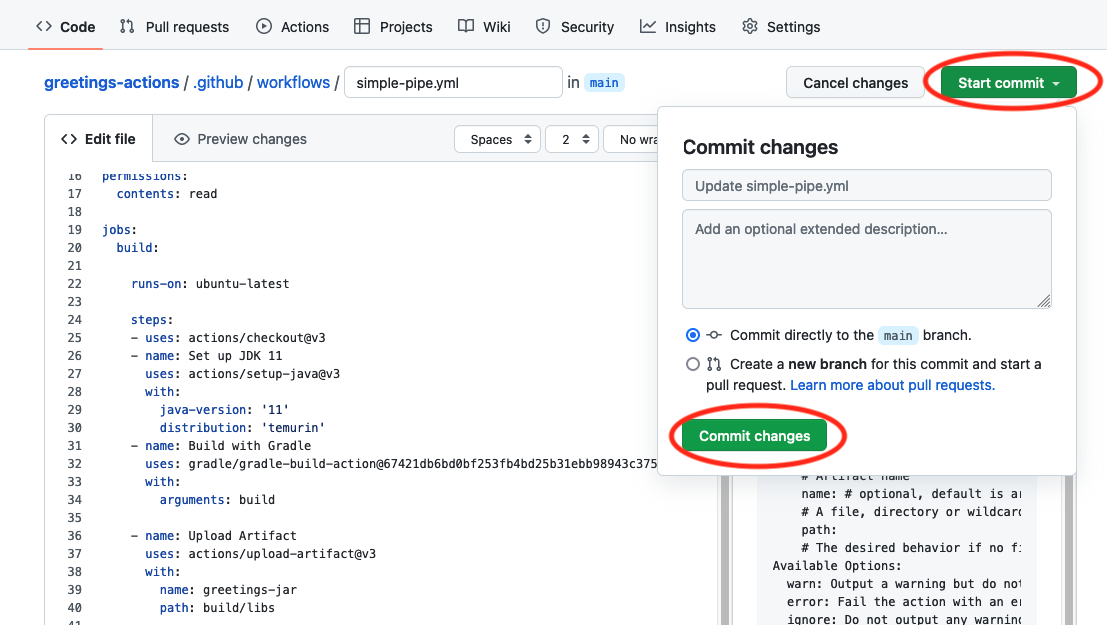 Code Pull requests Actions Projects Wiki Security Insights Settings
greetings-actions / .github / workflows / simple-pipe.yml in main
Cancel changes Start commit
Edit file Preview changes Spaces 2 No wra
Commit changes
Update simple-pipe.yml
Add an optional extended description...
Commit directly to the main branch.
Create a new branch for this commit and start a
pull request. Learn more about pull requests.
Commit changes
16 permissions:
17 contents: read
18
19 jobs:
20 build:
21
22 runs-on: ubuntu-latest
23
24 steps:
25 - uses: actions/checkout@v3
26 - name: Set up JDK 11
27 uses: actions/setup-java@v3
28 with:
29 java-version: '11'
30 distribution: 'temurin'
31 - name: Build with Gradle
32 uses: gradle/gradle-build-action@67421db6bd0bf253fb4bd25b31ebb98943c375
33 with:
34 arguments: build
35
36 - name: Upload Artifact
37 uses: actions/upload-artifact@v3
38 with:
39 name: greetings-jar
40 path: build/libs
41
# Artifact name
name: # optional, default is ar
# A file, directory or wildcard
path:
# The desired behavior if no fi
Available Options:
warn: Output a warning but do not
error: Fail the action with an er
ignore: Do not output any warning